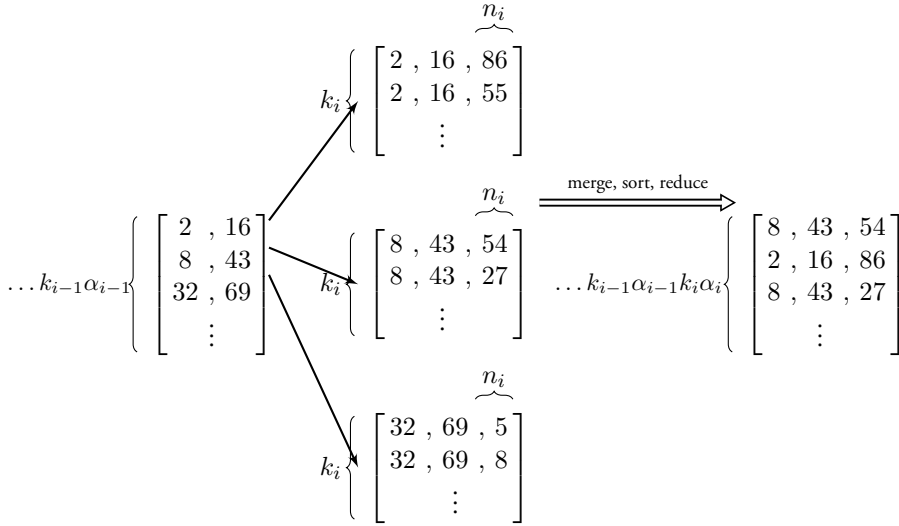 n_i
k_i
2 , 16 , 86
2 , 16 , 55
⋮
n_i
k_i
8 , 43 , 54
8 , 43 , 27
⋮
n_i
k_i
32 , 69 , 5
32 , 69 , 8
⋮
... k_{i-1}α_{i-1}
2 , 16
8 , 43
32 , 69
⋮
merge, sort, reduce
... k_{i-1}α_{i-1}k_iα_i
8 , 43 , 54
2 , 16 , 86
8 , 43 , 27
⋮